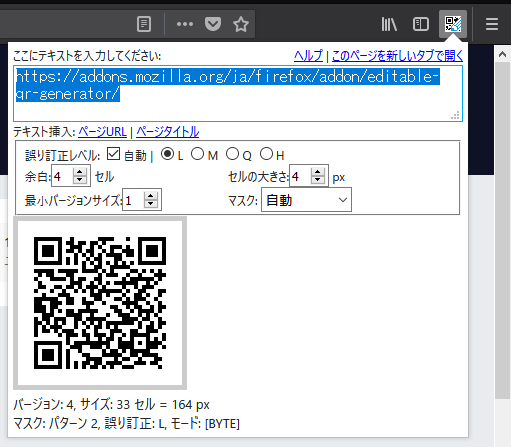 ここにテキストを入力してください: ヘルプ | このページを新しいタブで開く
https://addons.mozilla.org/ja/firefox/addon/editable-
qr-generator/
テキスト挿入: ページURL | ページタイトル
誤り訂正レベル: 自動 | L M Q H
余白: 4 セル セルの大きさ: 4 px
最小バージョンサイズ: 1 マスク: 自動
バージョン: 4, サイズ: 33 セル = 164 px
マスク: パターン 2, 誤り訂正: L, モード: [BYTE]